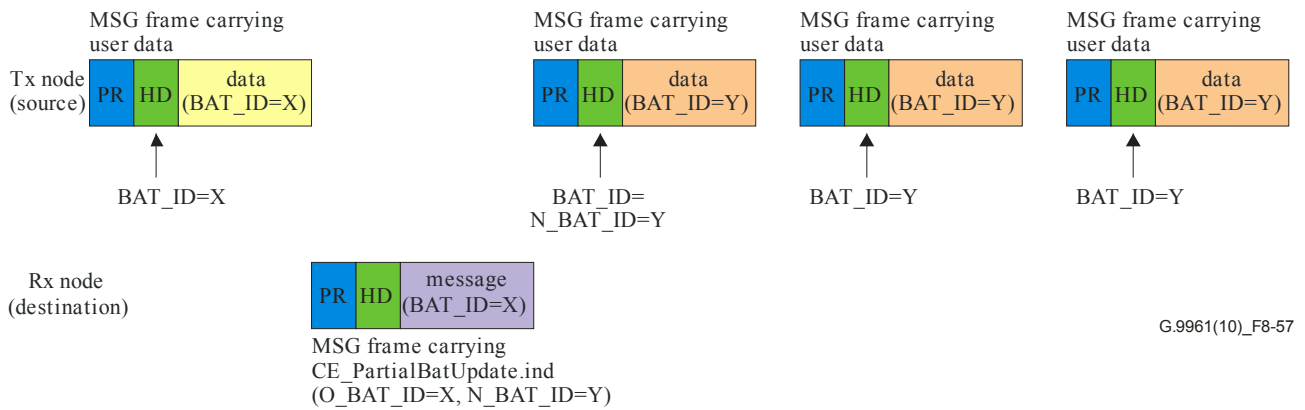 MSG frame carrying
user data
MSG frame carrying
user data
MSG frame carrying
user data
MSG frame carrying
user data
Tx node
(source)
PR HD data
(BAT_ID=X)
PR HD data
(BAT_ID=Y)
PR HD data
(BAT_ID=Y)
PR HD data
(BAT_ID=Y)
BAT_ID=X
BAT_ID=
N_BAT_ID=Y
BAT_ID=Y
BAT_ID=Y
Rx node
(destination)
PR HD message
(BAT_ID=X)
MSG frame carrying
CE_PartialBatUpdate.ind
(O_BAT_ID=X, N_BAT_ID=Y)
G.9961(10)_F8-57